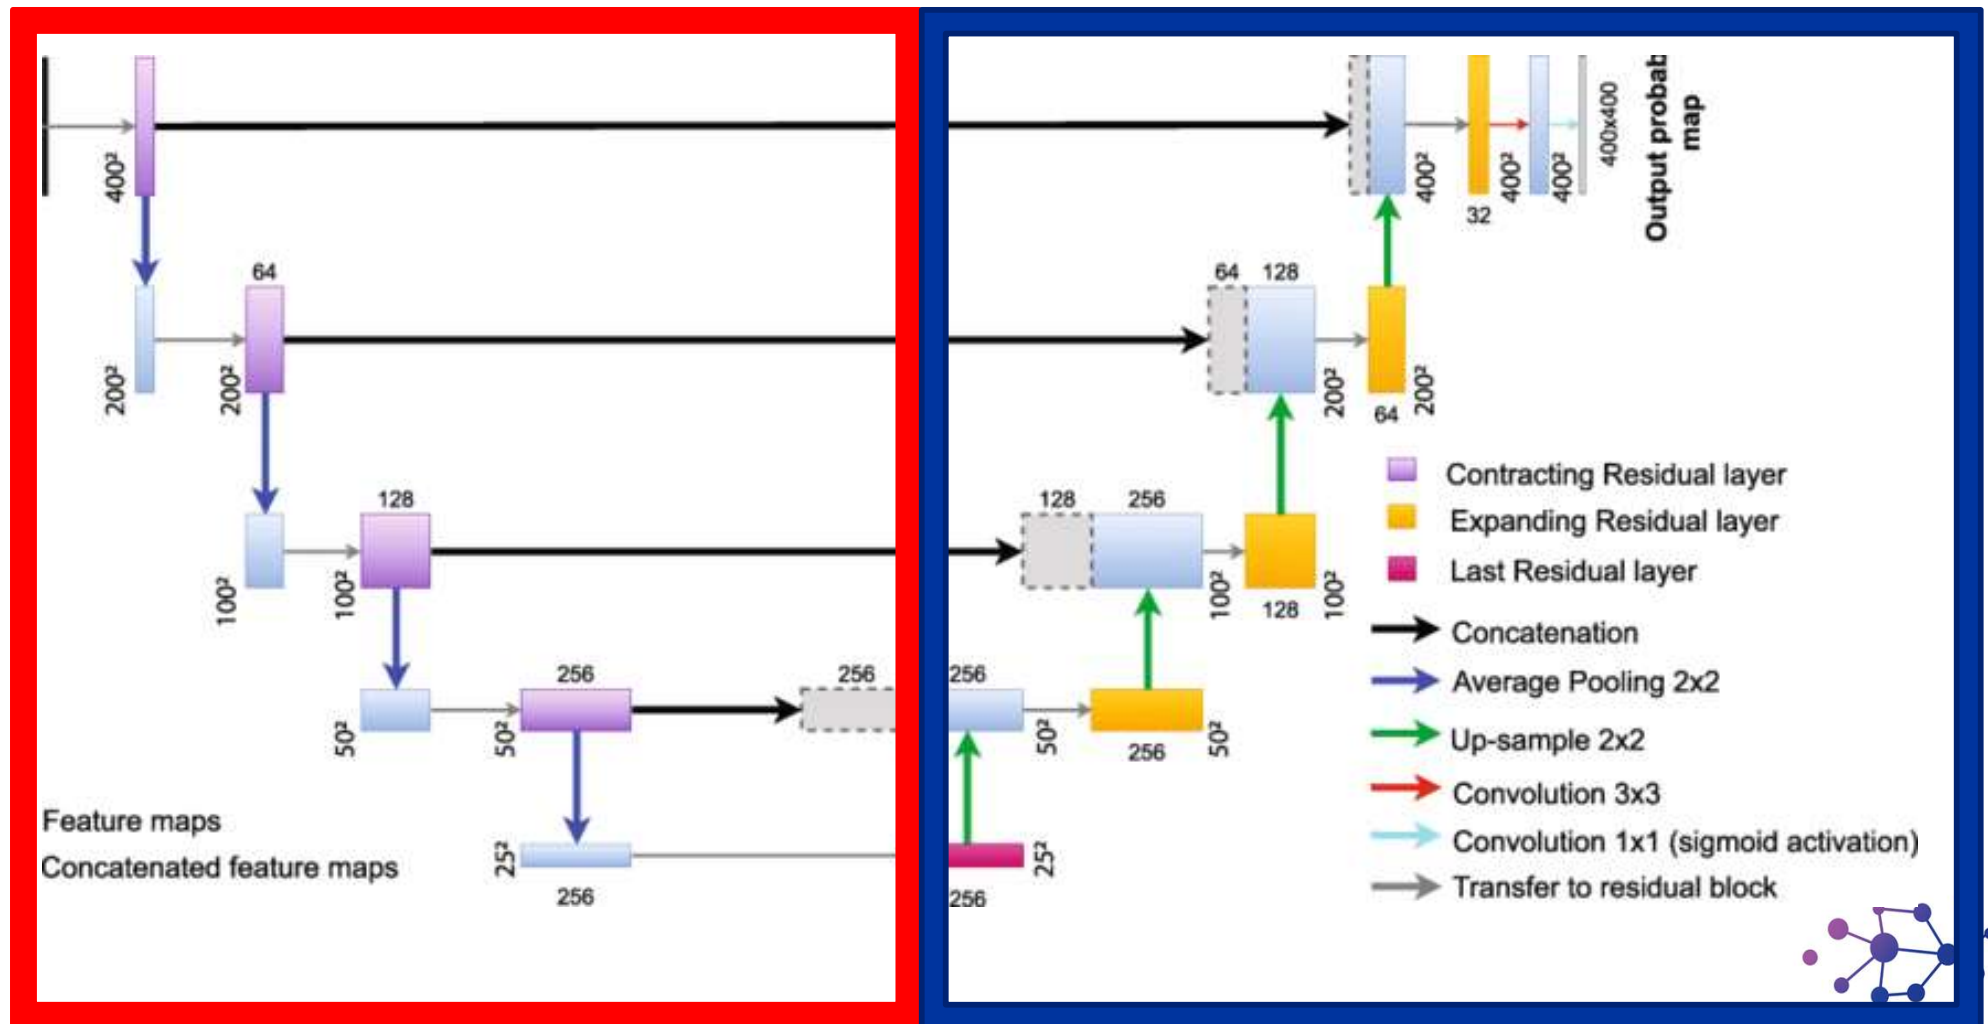 400²
200²
64
200²
100²
128
100²
50²
256
50²
256
25²
256
Feature maps
Concatenated feature maps
400²
32
400²
400²
400x400
Output probab
map
64
128
200²
64
200²
128
256
100²
128
100²
256
50²
256
50²
25²
256
Contracting Residual layer
Expanding Residual layer
Last Residual layer
Concatenation
Average Pooling 2x2
Up-sample 2x2
Convolution 3x3
Convolution 1x1 (sigmoid activation)
Transfer to residual block